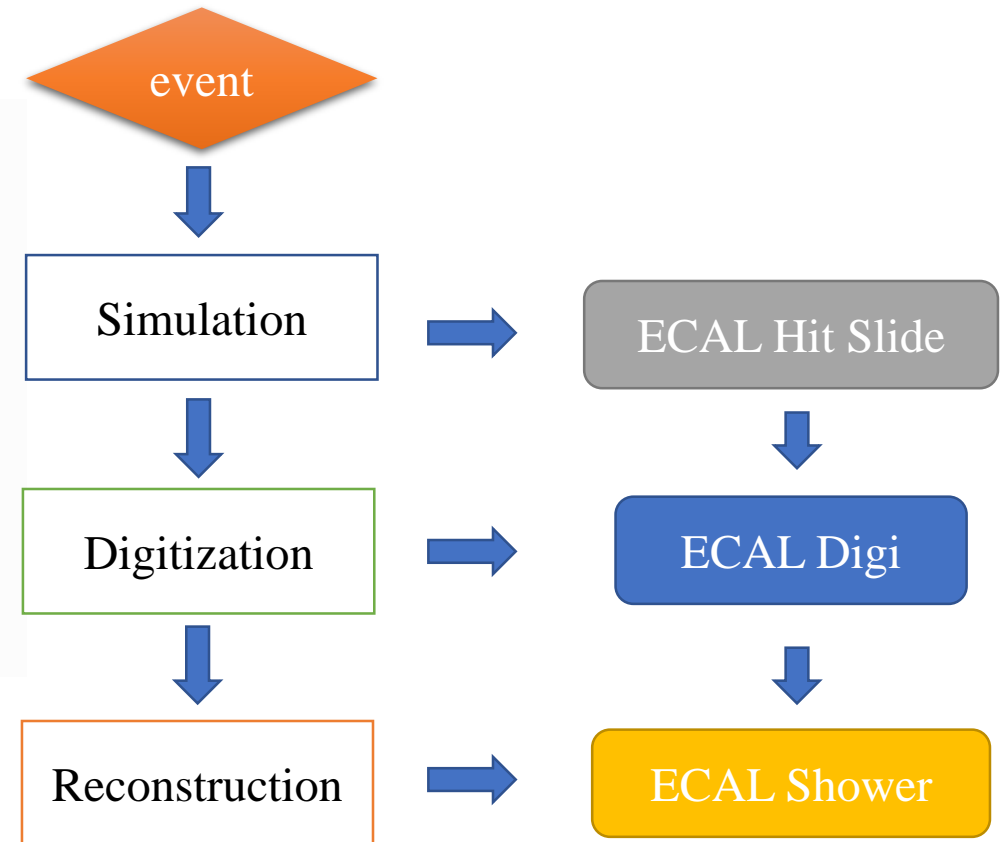 event
Simulation
ECAL Hit Slide
Digitization
ECAL Digi
Reconstruction
ECAL Shower